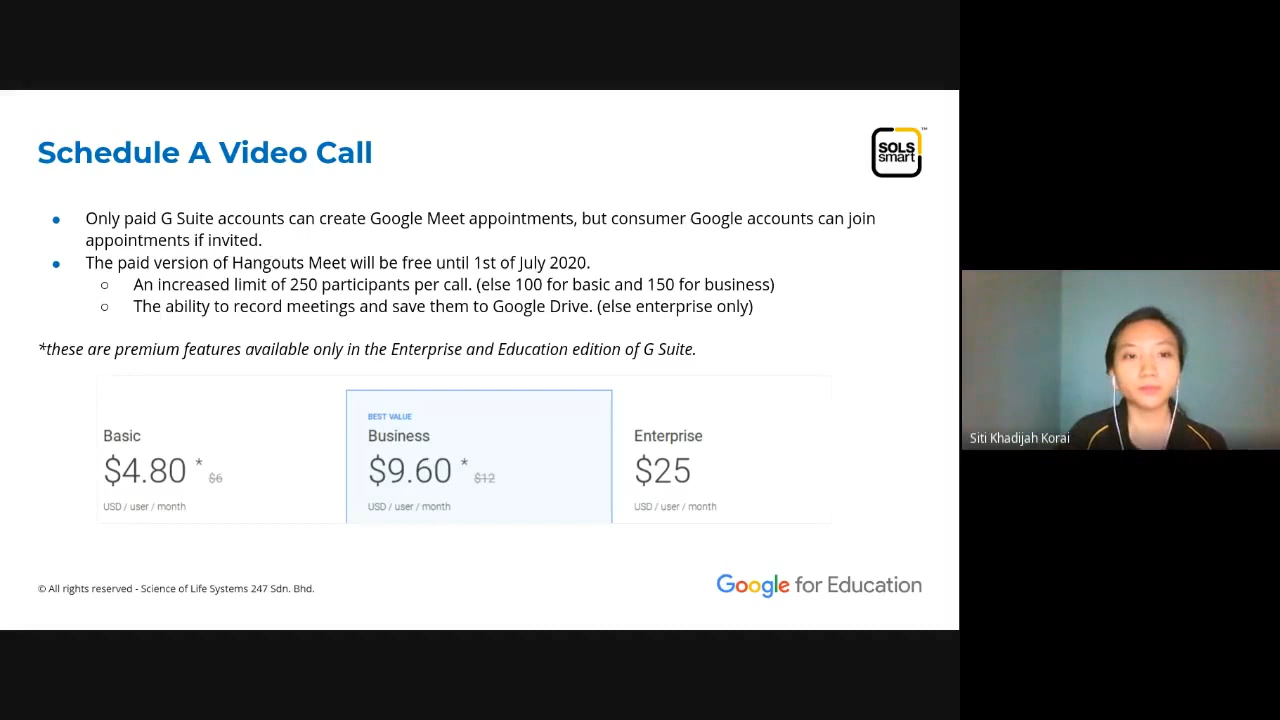 Schedule A Video Call
SOLS
smart
™
● Only paid G Suite accounts can create Google Meet appointments, but consumer Google accounts can join
appointments if invited.
● The paid version of Hangouts Meet will be free until 1st of July 2020.
○ An increased limit of 250 participants per call. (else 100 for basic and 150 for business)
○ The ability to record meetings and save them to Google Drive. (else enterprise only)
*these are premium features available only in the Enterprise and Education edition of G Suite.
Basic
$4.80 * $6
USD / user / month
BEST VALUE
Business
$9.60 * $12
USD / user / month
Enterprise
$25
USD / user / month
© All rights reserved - Science of Life Systems 247 Sdn. Bhd.
Google for Education
Siti Khadijah Korai